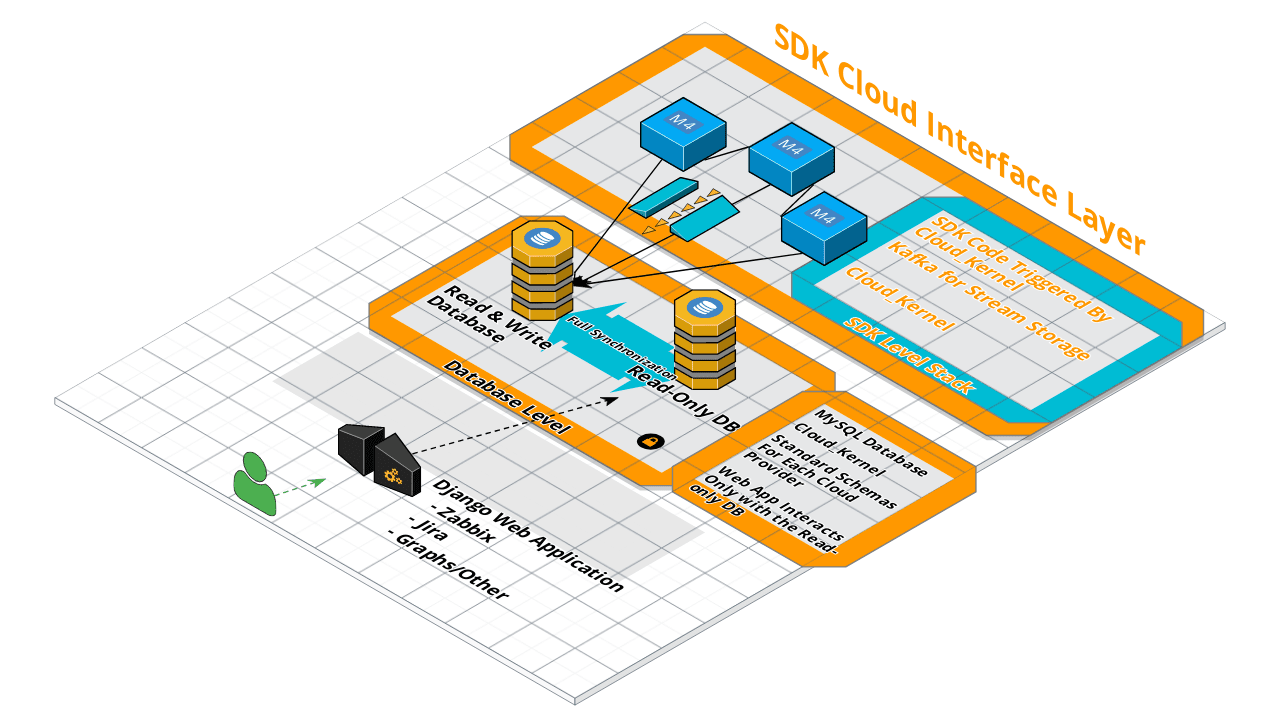 SDK Cloud Interface Layer
M4
M4
M4
SDK Code Triggered By
Cloud_Kernel
Kafka for Stream Storage
Cloud_Kernel
SDK Level Stack
Read & Write
Database
Full Synchronization
Read-Only DB
Database Level
MySQL Database
Cloud_Kernel
Standard Schemas
For Each Cloud
Provider
Web App Interacts
Only with the Read-
only DB
Django Web Application
- Zabbix
- Jira
- Graphs/Other